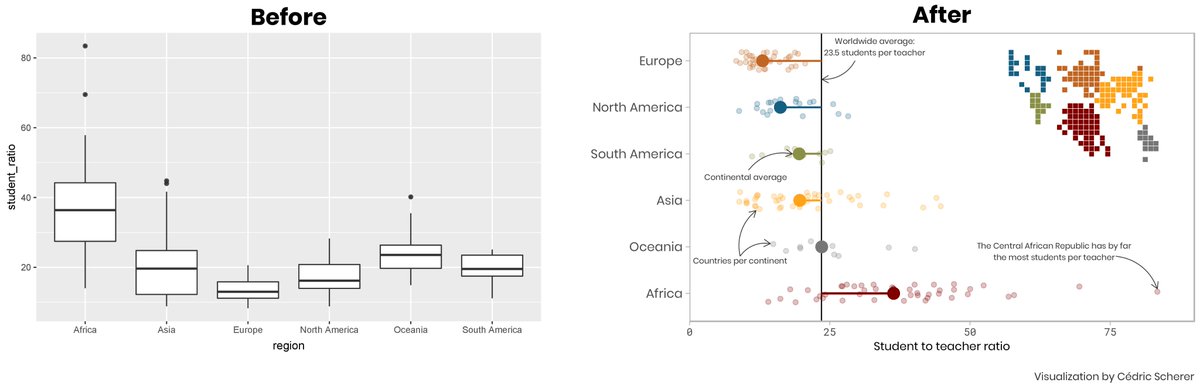 Before
student_ratio
80
60
40
20
Africa
Asia
Europe
North America
Oceania
South America
region
After
Europe
North America
South America
Asia
Oceania
Africa
Worldwide average:
23.5 students per teacher
Continental average
Countries per continent
The Central African Republic has by far
the most students per teacher
0
25
50
75
Student to teacher ratio
Visualization by Cédric Scherer